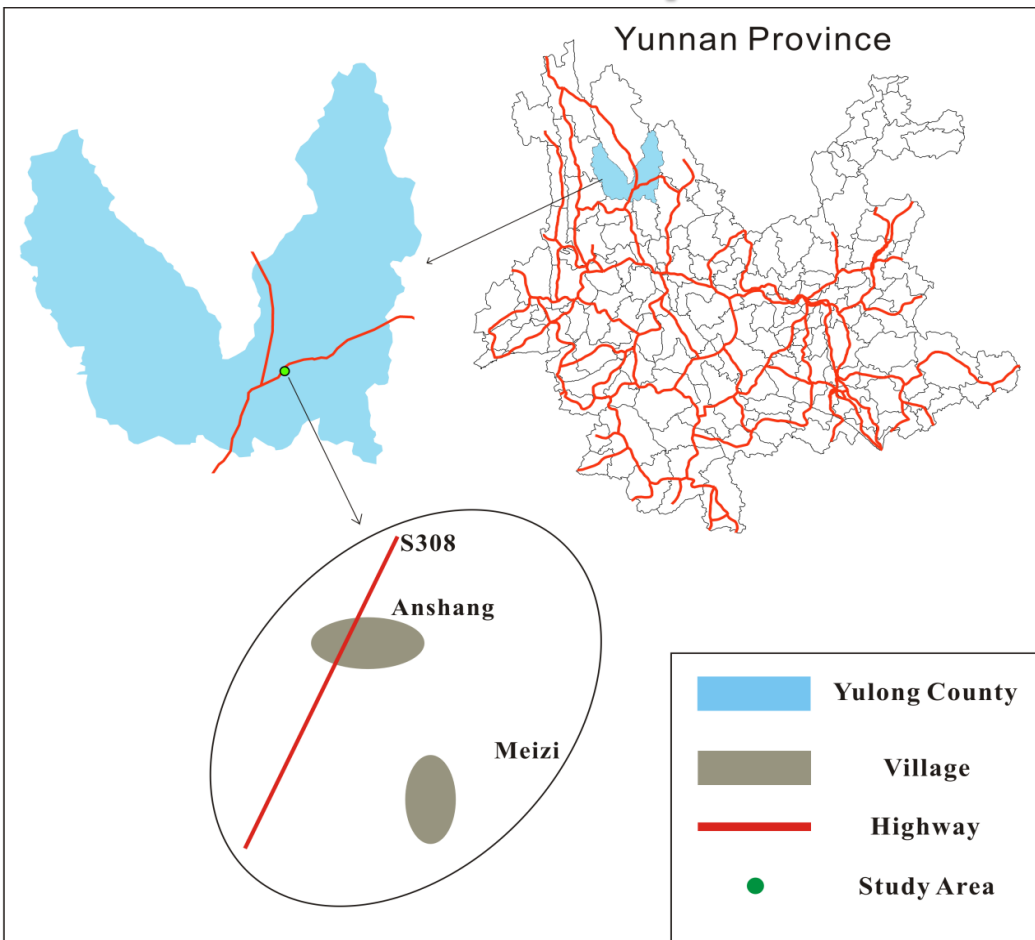 Yunnan Province
S308
Anshang
Meizi
Yulong County
Village
Highway
Study Area